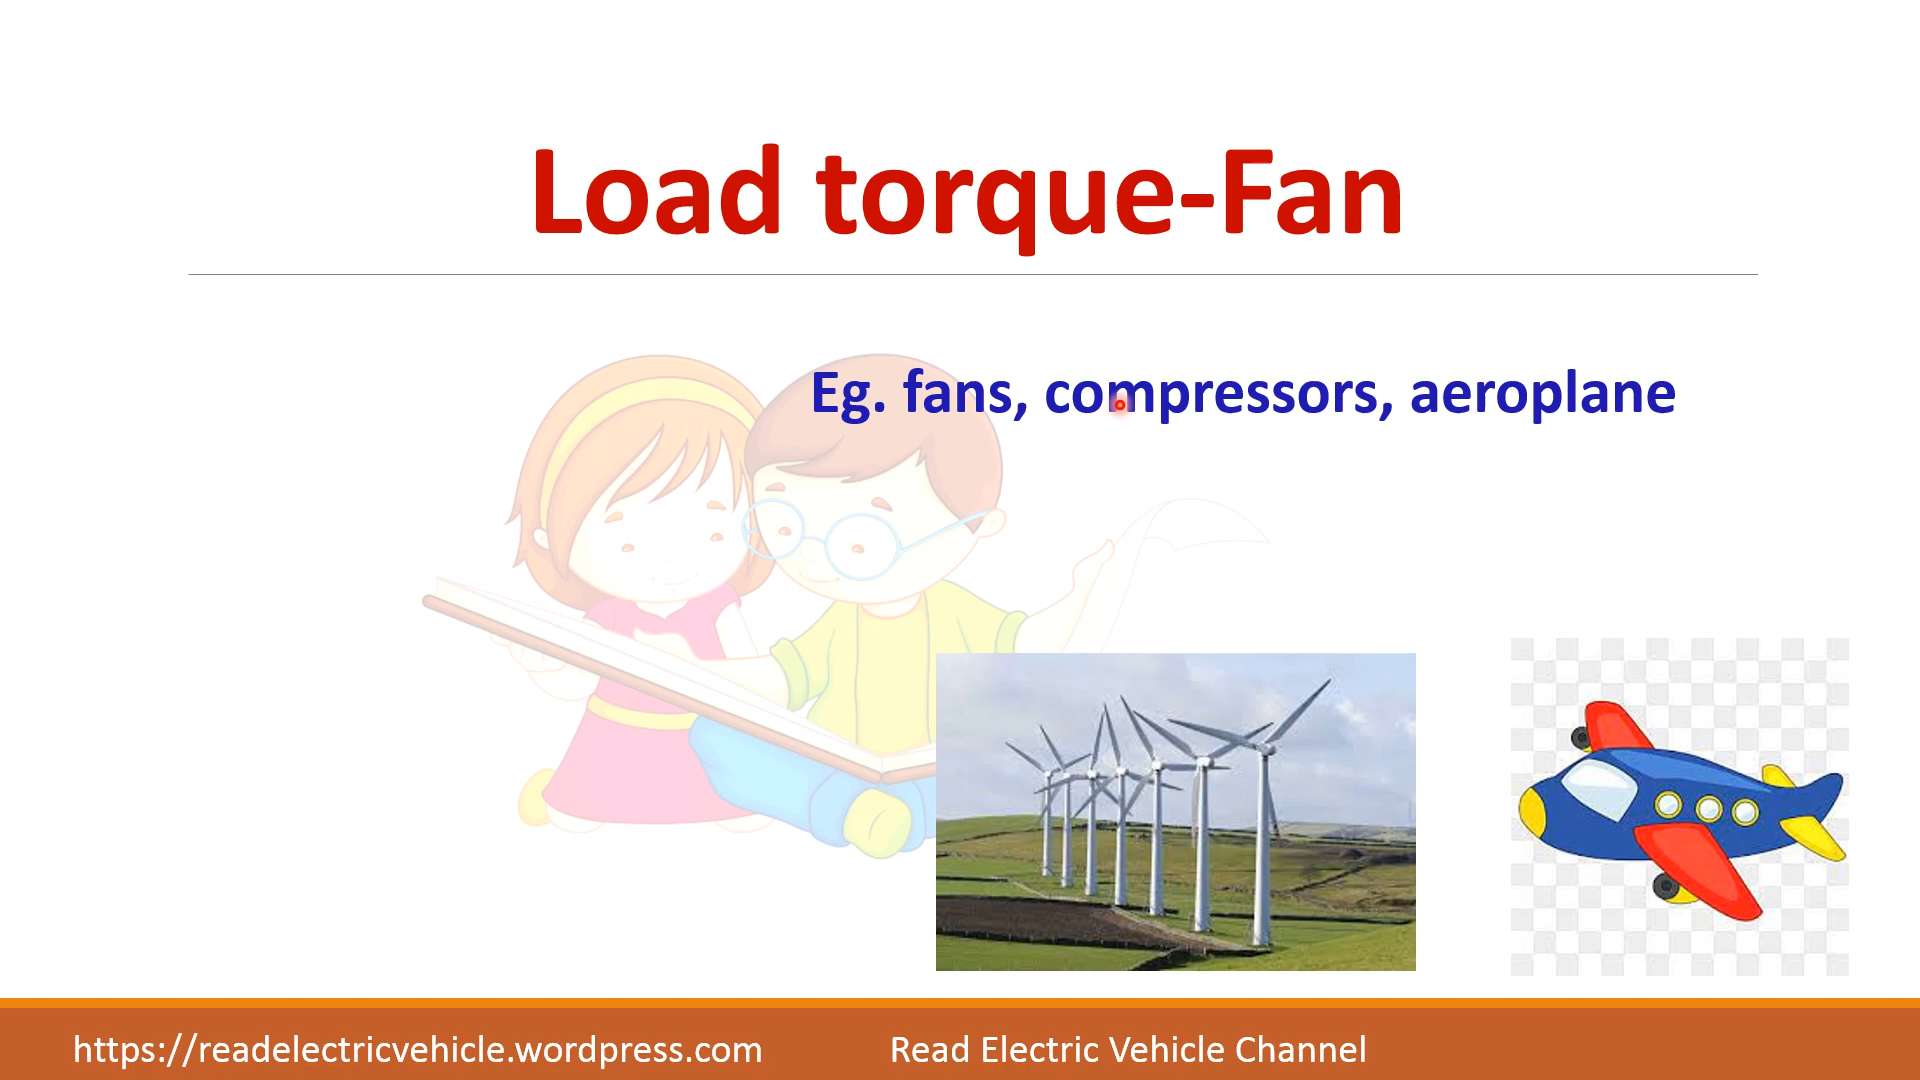 Load torque-Fan
Eg. fans, compressors, aeroplane
https://readelectricvehicle.wordpress.com
Read Electric Vehicle Channel